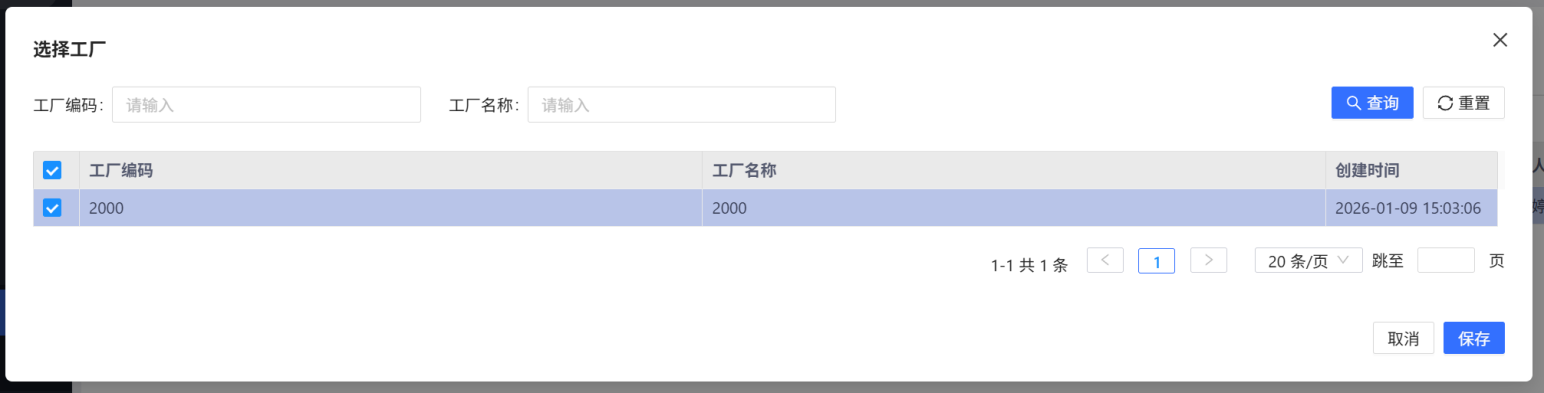 选择工厂
工厂编码: 请输入 工厂名称: 请输入 查询 重置
工厂编码 工厂名称 创建时间
2000 2000 2026-01-09 15:03:06
1-1 共 1 条 1 20 条/页 跳至 页
取消 保存
人
婷